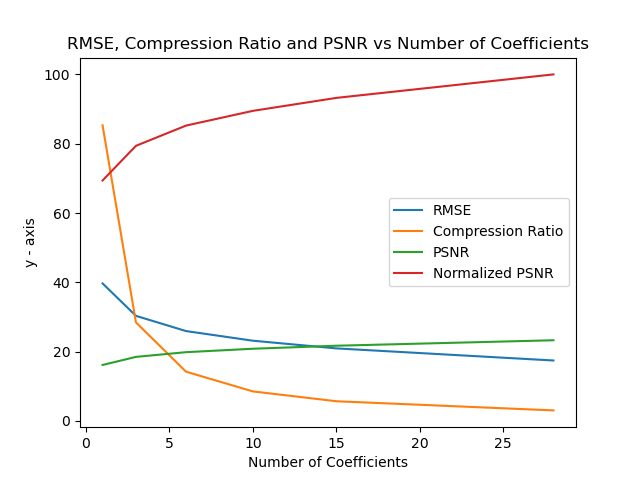 RMSE, Compression Ratio and PSNR vs Number of Coefficients
100
80
60
40
20
0
y - axis
RMSE
Compression Ratio
PSNR
Normalized PSNR
0 5 10 15 20 25
Number of Coefficients